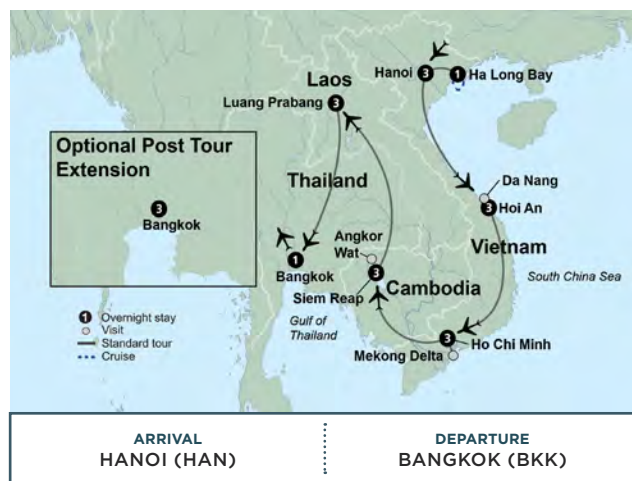 Laos
Hanoi 3
1 Ha Long Bay
Luang Prabang 3
Optional Post Tour
Extension
3
Bangkok
Thailand
Da Nang
3 Hoi An
Angkor
Wat
Vietnam
1
Bangkok
3
Siem Reap
Cambodia
South China Sea
Gulf of
Thailand
3 Ho Chi Minh
Mekong Delta
1 Overnight stay
Visit
Standard tour
Cruise
ARRIVAL
HANOI (HAN)
DEPARTURE
BANGKOK (BKK)